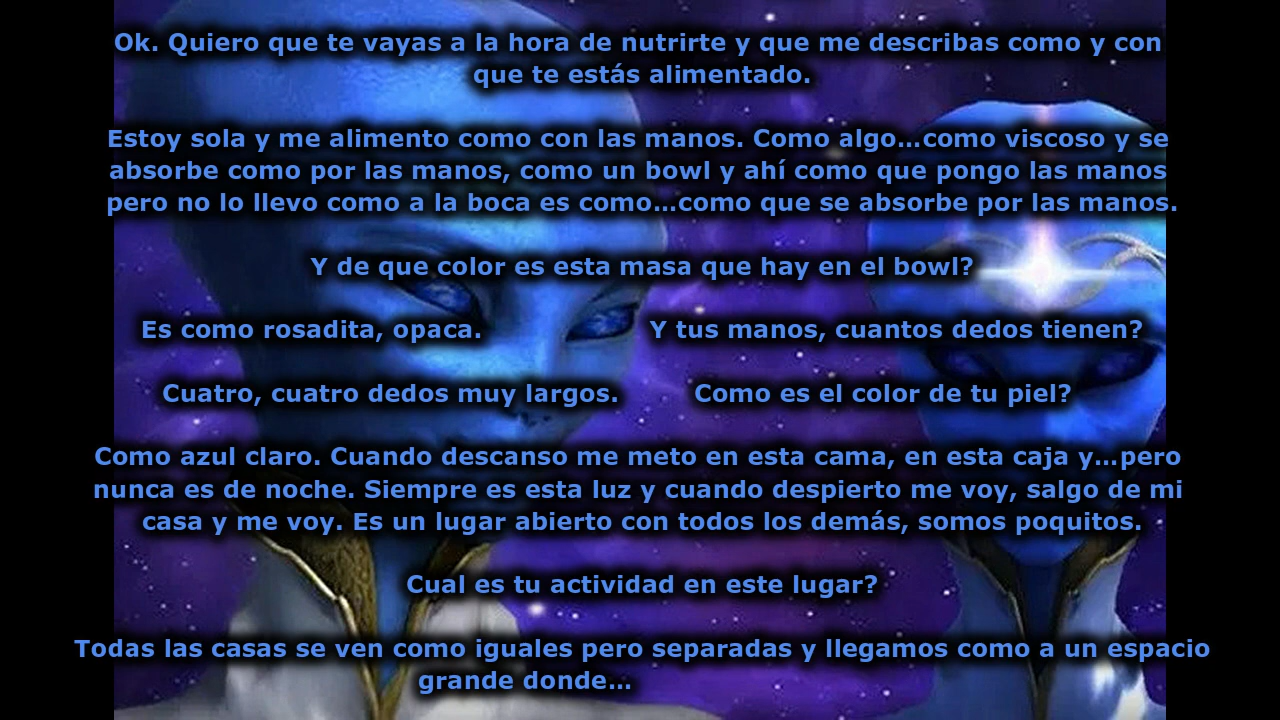 Ok. Quiero que te vayas a la hora de nutrirte y que me describas como y con
que te estás alimentado.
Estoy sola y me alimento como con las manos. Como algo...como viscoso y se
absorbe como por las manos, como un bowl y ahí como que pongo las manos
pero no lo llevo como a la boca es como...como que se absorbe por las manos.
Y de que color es esta masa que hay en el bowl?
Es como rosadita, opaca. Y tus manos, cuantos dedos tienen?
Cuatro, cuatro dedos muy largos. Como es el color de tu piel?
Como azul claro. Cuando descanso me meto en esta cama, en esta caja y...pero
nunca es de noche. Siempre es esta luz y cuando despierto me voy, salgo de mi
casa y me voy. Es un lugar abierto con todos los demás, somos poquitos.
Cual es tu actividad en este lugar?
Todas las casas se ven como iguales pero separadas y llegamos como a un espacio
grande donde...